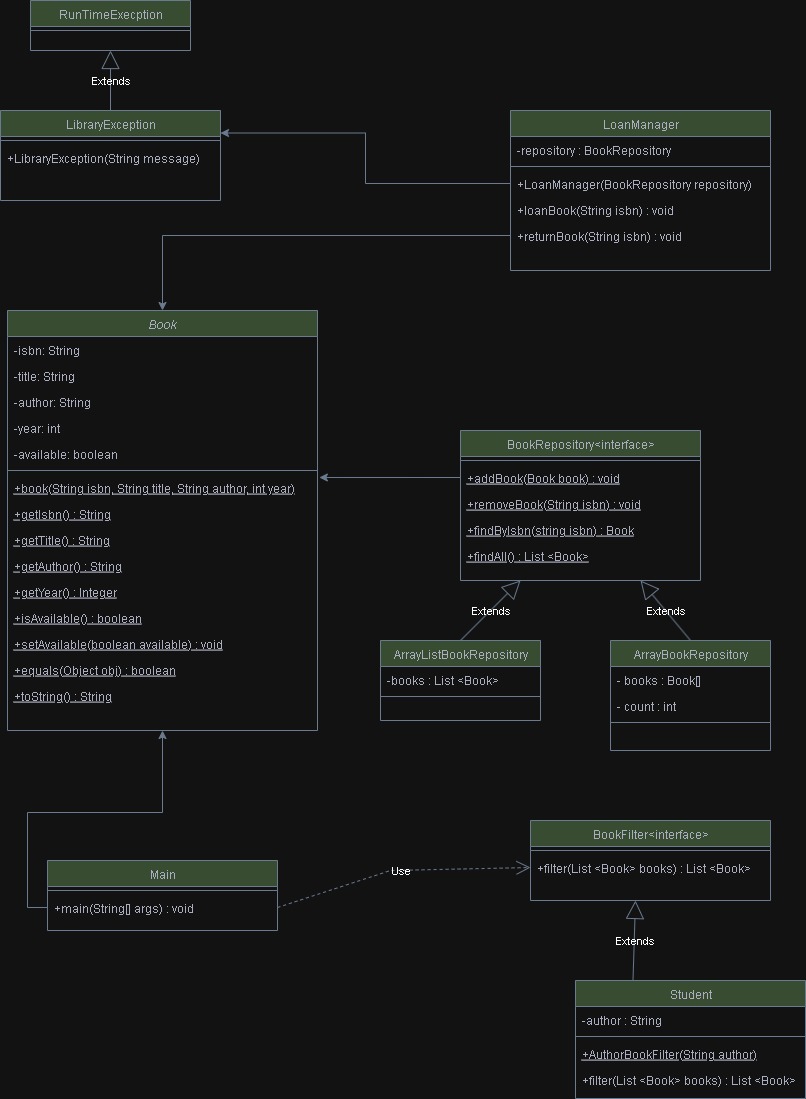 RunTimeExecption
Extends
LibraryException
+LibraryException(String message)
LoanManager
-repository : BookRepository
+LoanManager(BookRepository repository)
+loanBook(String isbn) : void
+returnBook(String isbn) : void
Book
-isbn: String
-title: String
-author: String
-year: int
-available: boolean
+book(String isbn, String title, String author, int year)
+getIsbn() : String
+getTitle() : String
+getAuthor() : String
+getYear() : Integer
+isAvailable() : boolean
+setAvailable(boolean available) : void
+equals(Object obj) : boolean
+toString() : String
BookRepository<interface>
+addBook(Book book) : void
+removeBook(String isbn) : void
+findByIsbn(string isbn) : Book
+findAll() : List <Book>
Extends
Extends
ArrayListBookRepository
-books : List <Book>
ArrayBookRepository
- books : Book[]
- count : int
Main
+main(String[] args) : void
Use
BookFilter<interface>
+filter(List <Book> books) : List <Book>
Extends
Student
-author : String
+AuthorBookFilter(String author)
+filter(List <Book> books) : List <Book>